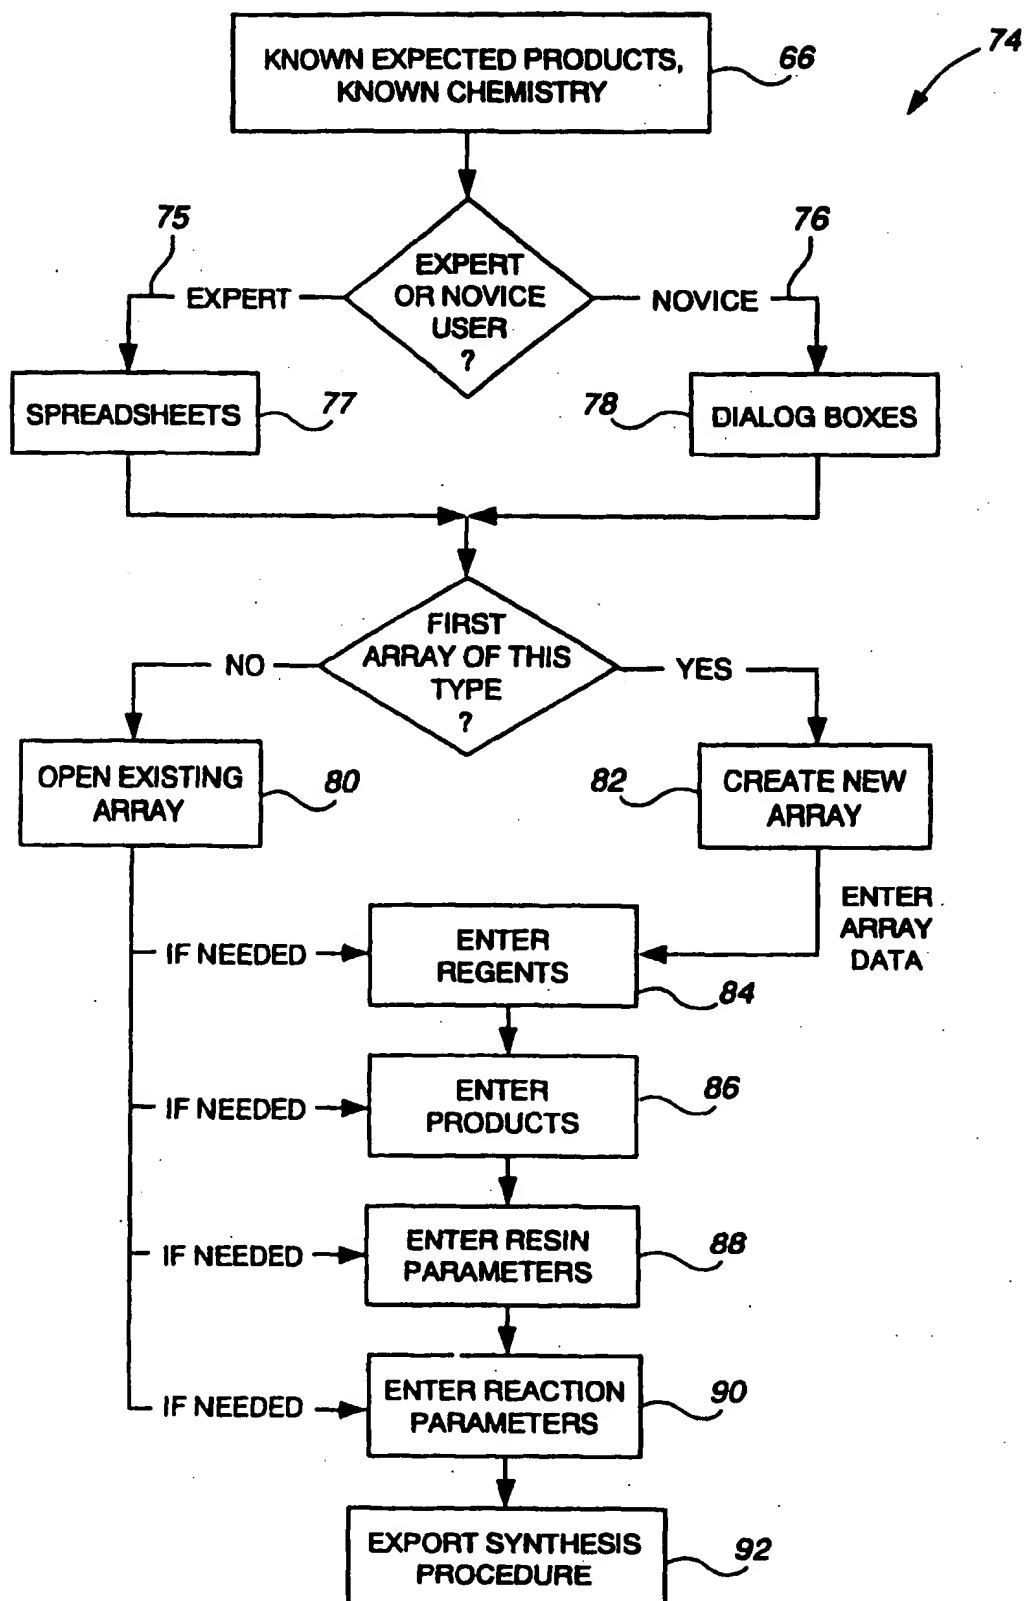 74
KNOWN EXPECTED PRODUCTS,
KNOWN CHEMISTRY
66
75
76
EXPERT
EXPERT
OR NOVICE
USER
?
NOVICE
SPREADSHEETS
77
78
DIALOG BOXES
FIRST
ARRAY OF THIS
TYPE
?
NO
YES
OPEN EXISTING
ARRAY
80
82
CREATE NEW
ARRAY
ENTER
ARRAY
DATA
IF NEEDED
ENTER
REGENTS
84
IF NEEDED
ENTER
PRODUCTS
86
IF NEEDED
ENTER RESIN
PARAMETERS
88
IF NEEDED
ENTER REACTION
PARAMETERS
90
EXPORT SYNTHESIS
PROCEDURE
92